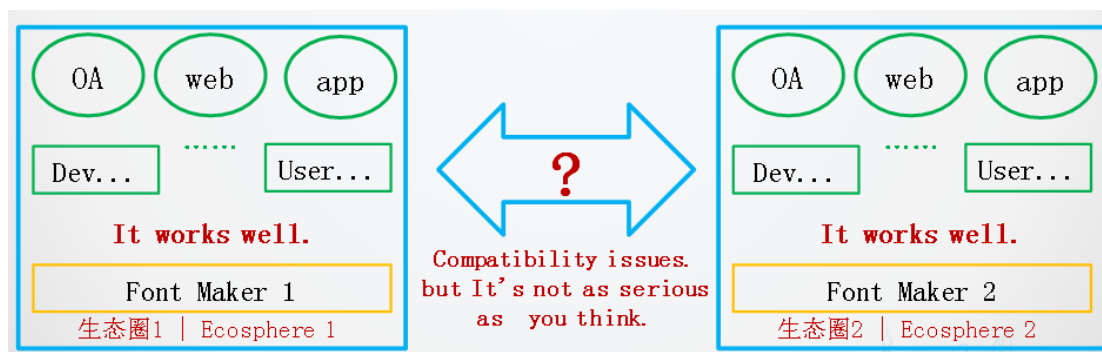 OA web app
Dev... ...... User...
It works well.
Font Maker 1
生态圈1 | Ecosphere 1
?
Compatibility issues.
but It's not as serious
as you think.
OA web app
Dev... ...... User...
It works well.
Font Maker 2
生态圈2 | Ecosphere 2